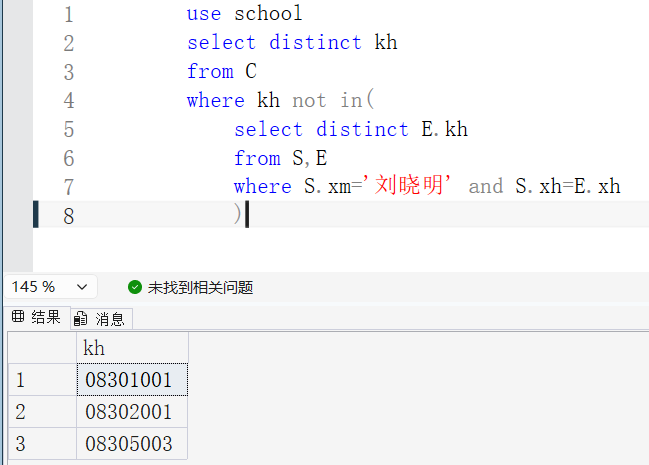 1 use school
2 select distinct kh
3 from C
4 where kh not in(
5 select distinct E.kh
6 from S,E
7 where S.xm='刘晓明' and S.xh=E.xh
8 )
145 % 未找到相关问题
结果 消息
kh
1 08301001
2 08302001
3 08305003